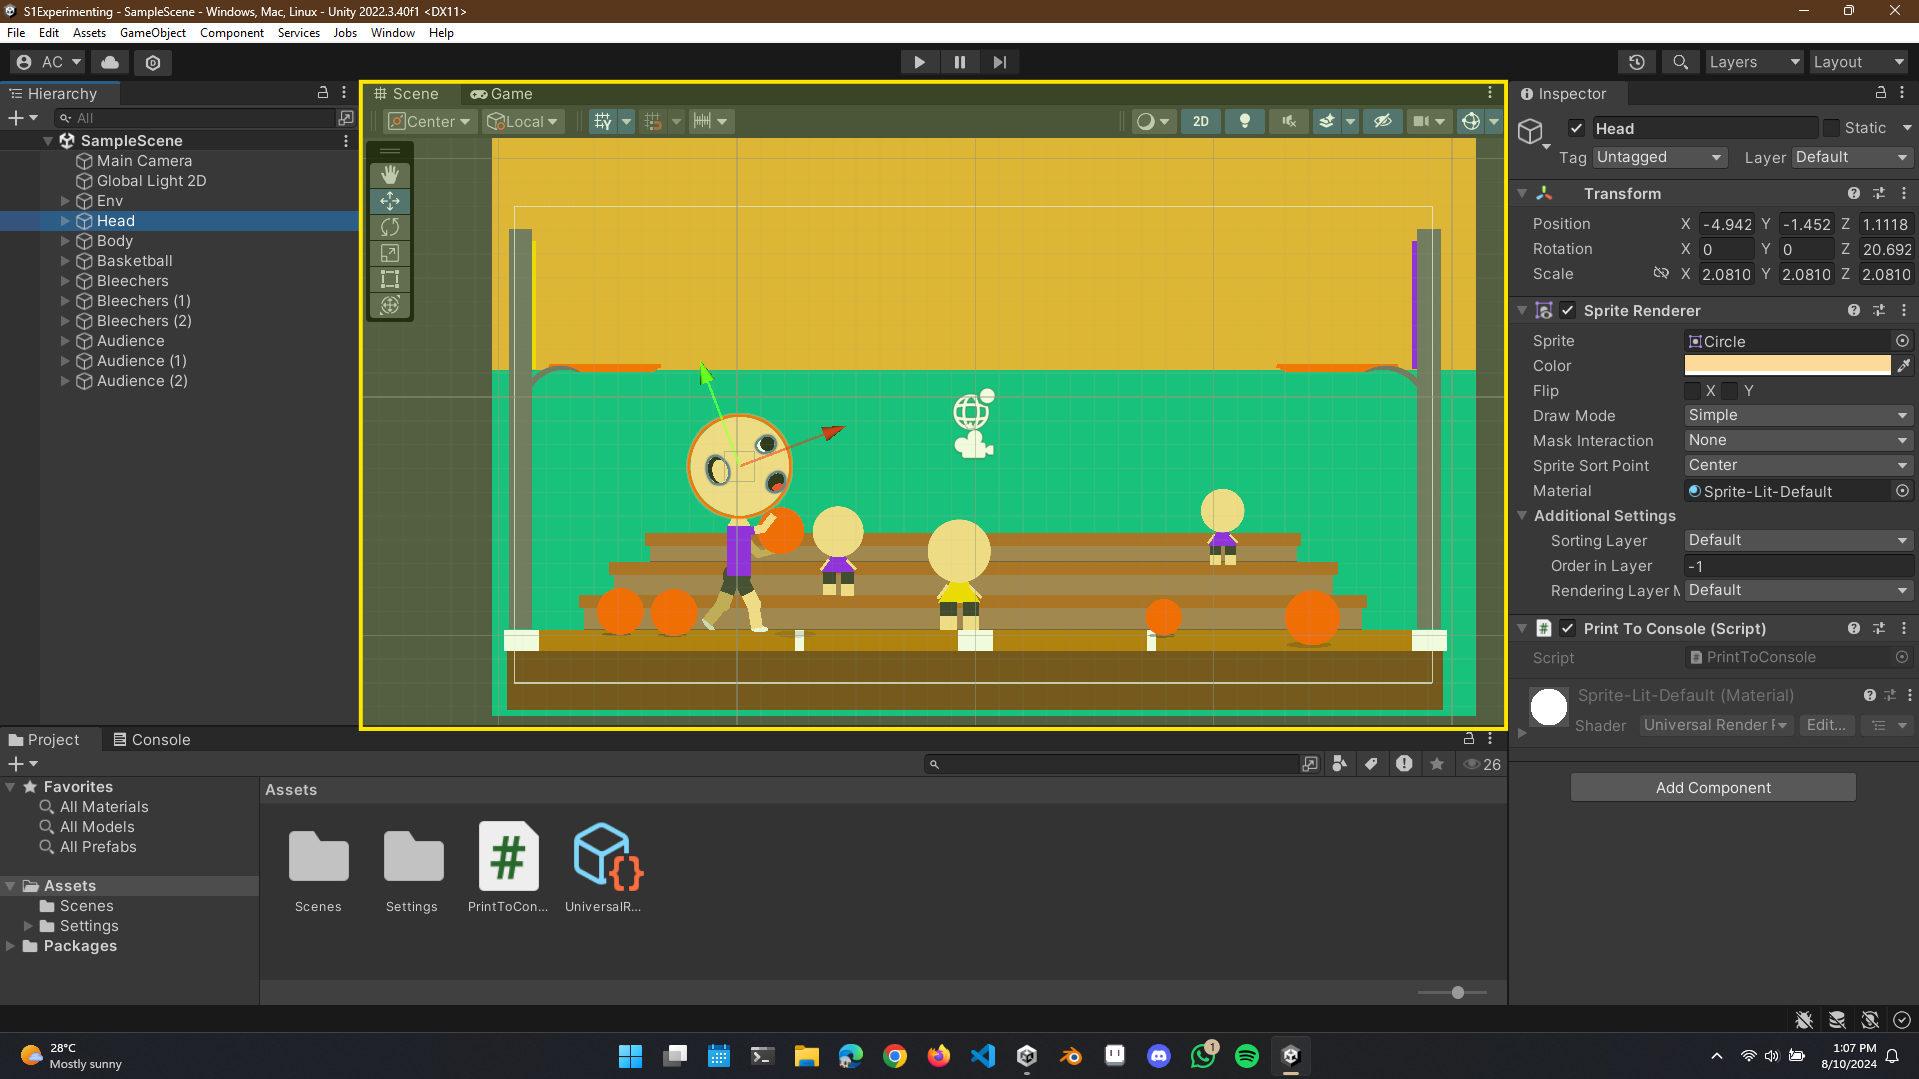 S1Experimenting - SampleScene - Windows, Mac, Linux - Unity 2022.3.40f1 <DX11>
File Edit Assets GameObject Component Services Jobs Window Help
AC Layers Layout
Hierarchy
All
SampleScene
Main Camera
Global Light 2D
Env
Head
Body
Basketball
Bleechers
Bleechers (1)
Bleechers (2)
Audience
Audience (1)
Audience (2)
Scene Game
Center Local 2D
Inspector
Head Static
Tag Untagged Layer Default
Transform
Position X -4.942 Y -1.452 Z 1.1118
Rotation X 0 Y 0 Z 20.692
Scale X 2.0810 Y 2.0810 Z 2.0810
Sprite Renderer
Sprite Circle
Color
Flip X Y
Draw Mode Simple
Mask Interaction None
Sprite Sort Point Center
Material Sprite-Lit-Default
Additional Settings
Sorting Layer Default
Order in Layer -1
Rendering Layer M Default
# Print To Console (Script)
Script # PrintToConsole
Sprite-Lit-Default (Material)
Shader Universal Render Edit...
Add Component
Project Console
26
Favorites
All Materials
All Models
All Prefabs
Assets
Scenes
Settings
Packages
Assets
#
{}
Scenes Settings PrintToCon... UniversalR...
28°C
Mostly sunny
1
1:07 PM
8/10/2024